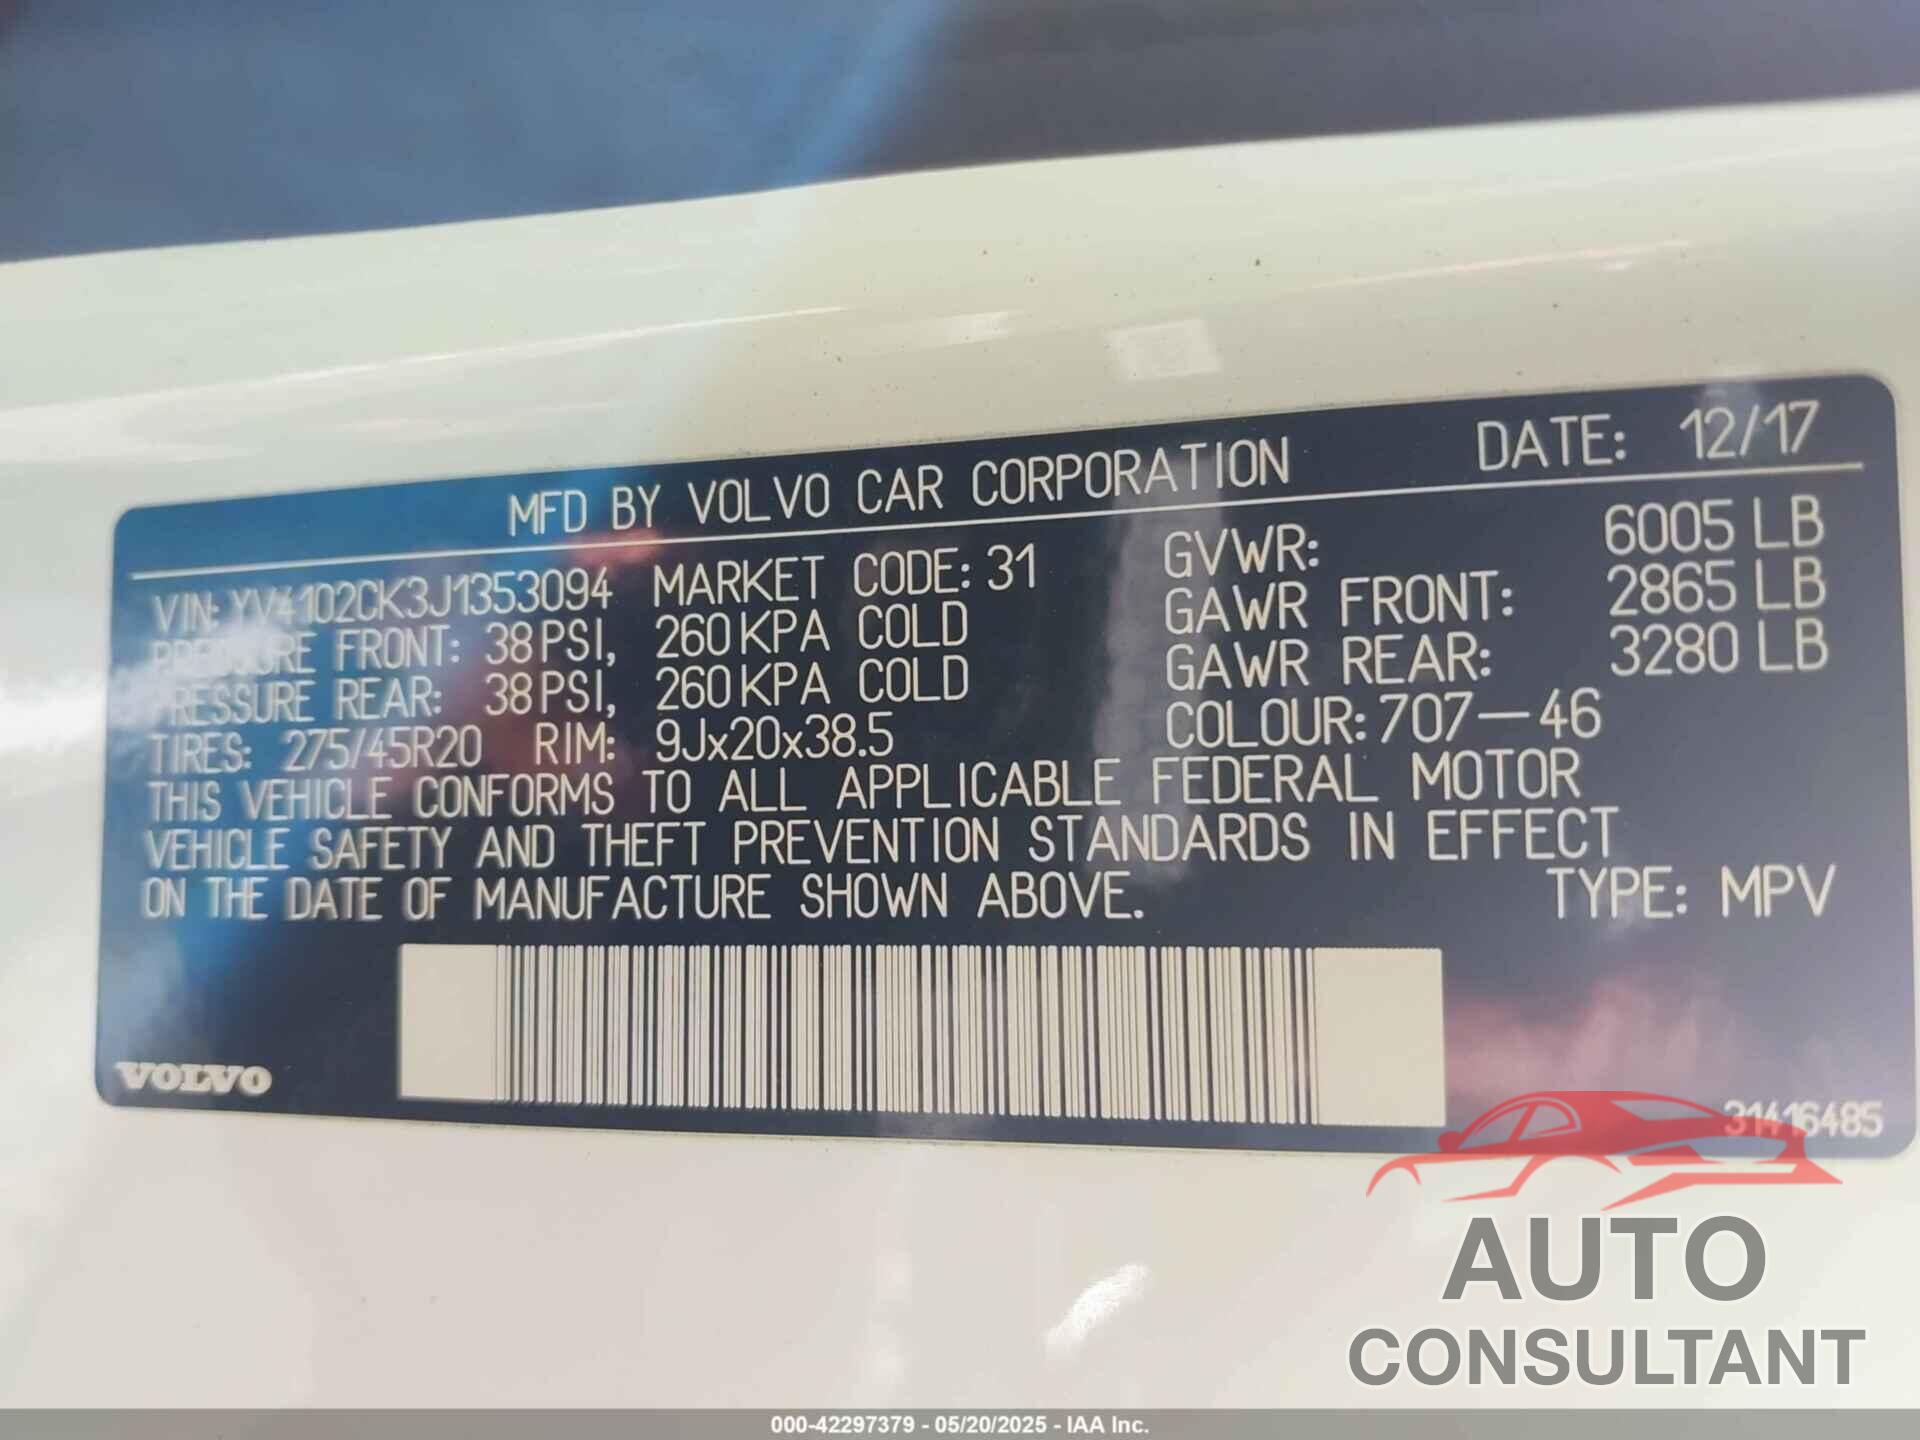 MFD BY VOLVO CAR CORPORATION DATE: 12/17
VIN: YV4102CK3J1353094 MARKET CODE: 31 GVWR: 6005 LB
PRESSURE FRONT: 38 PSI, 260 KPA COLD GAWR FRONT: 2865 LB
PRESSURE REAR: 38 PSI, 260 KPA COLD GAWR REAR: 3280 LB
TIRES: 275/45R20 RIM: 9Jx20x38.5 COLOUR: 707-46
THIS VEHICLE CONFORMS TO ALL APPLICABLE FEDERAL MOTOR
VEHICLE SAFETY AND THEFT PREVENTION STANDARDS IN EFFECT
ON THE DATE OF MANUFACTURE SHOWN ABOVE. TYPE: MPV
VOLVO
31416485
AUTO
CONSULTANT
000-42297379 - 05/20/2025 - IAA Inc.